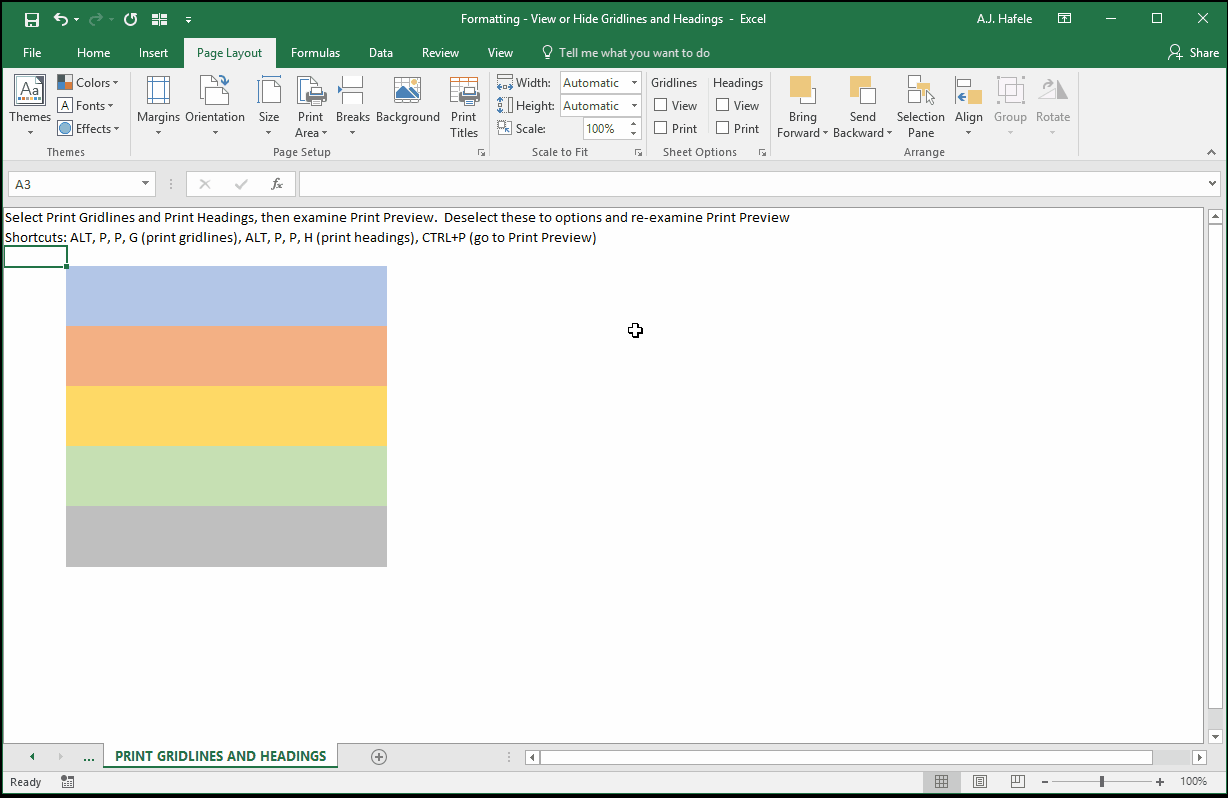 Formatting - View or Hide Gridlines and Headings - Excel
A.J. Hafele
File Home Insert Page Layout Formulas Data Review View Tell me what you want to do Share
Themes
Aa
Colors
A Fonts
Effects
Themes
Margins
Orientation
Size
Print Area
Breaks
Background
Print Titles
Page Setup
Width: Automatic
Height: Automatic
Scale: 100%
Scale to Fit
Gridlines Headings
View View
Print Print
Sheet Options
Bring Forward
Send Backward
Selection Pane
Align
Group
Rotate
Arrange
A3
fx
Select Print Gridlines and Print Headings, then examine Print Preview. Deselect these to options and re-examine Print Preview
Shortcuts: ALT, P, P, G (print gridlines), ALT, P, P, H (print headings), CTRL+P (go to Print Preview)
... PRINT GRIDLINES AND HEADINGS
Ready
100%